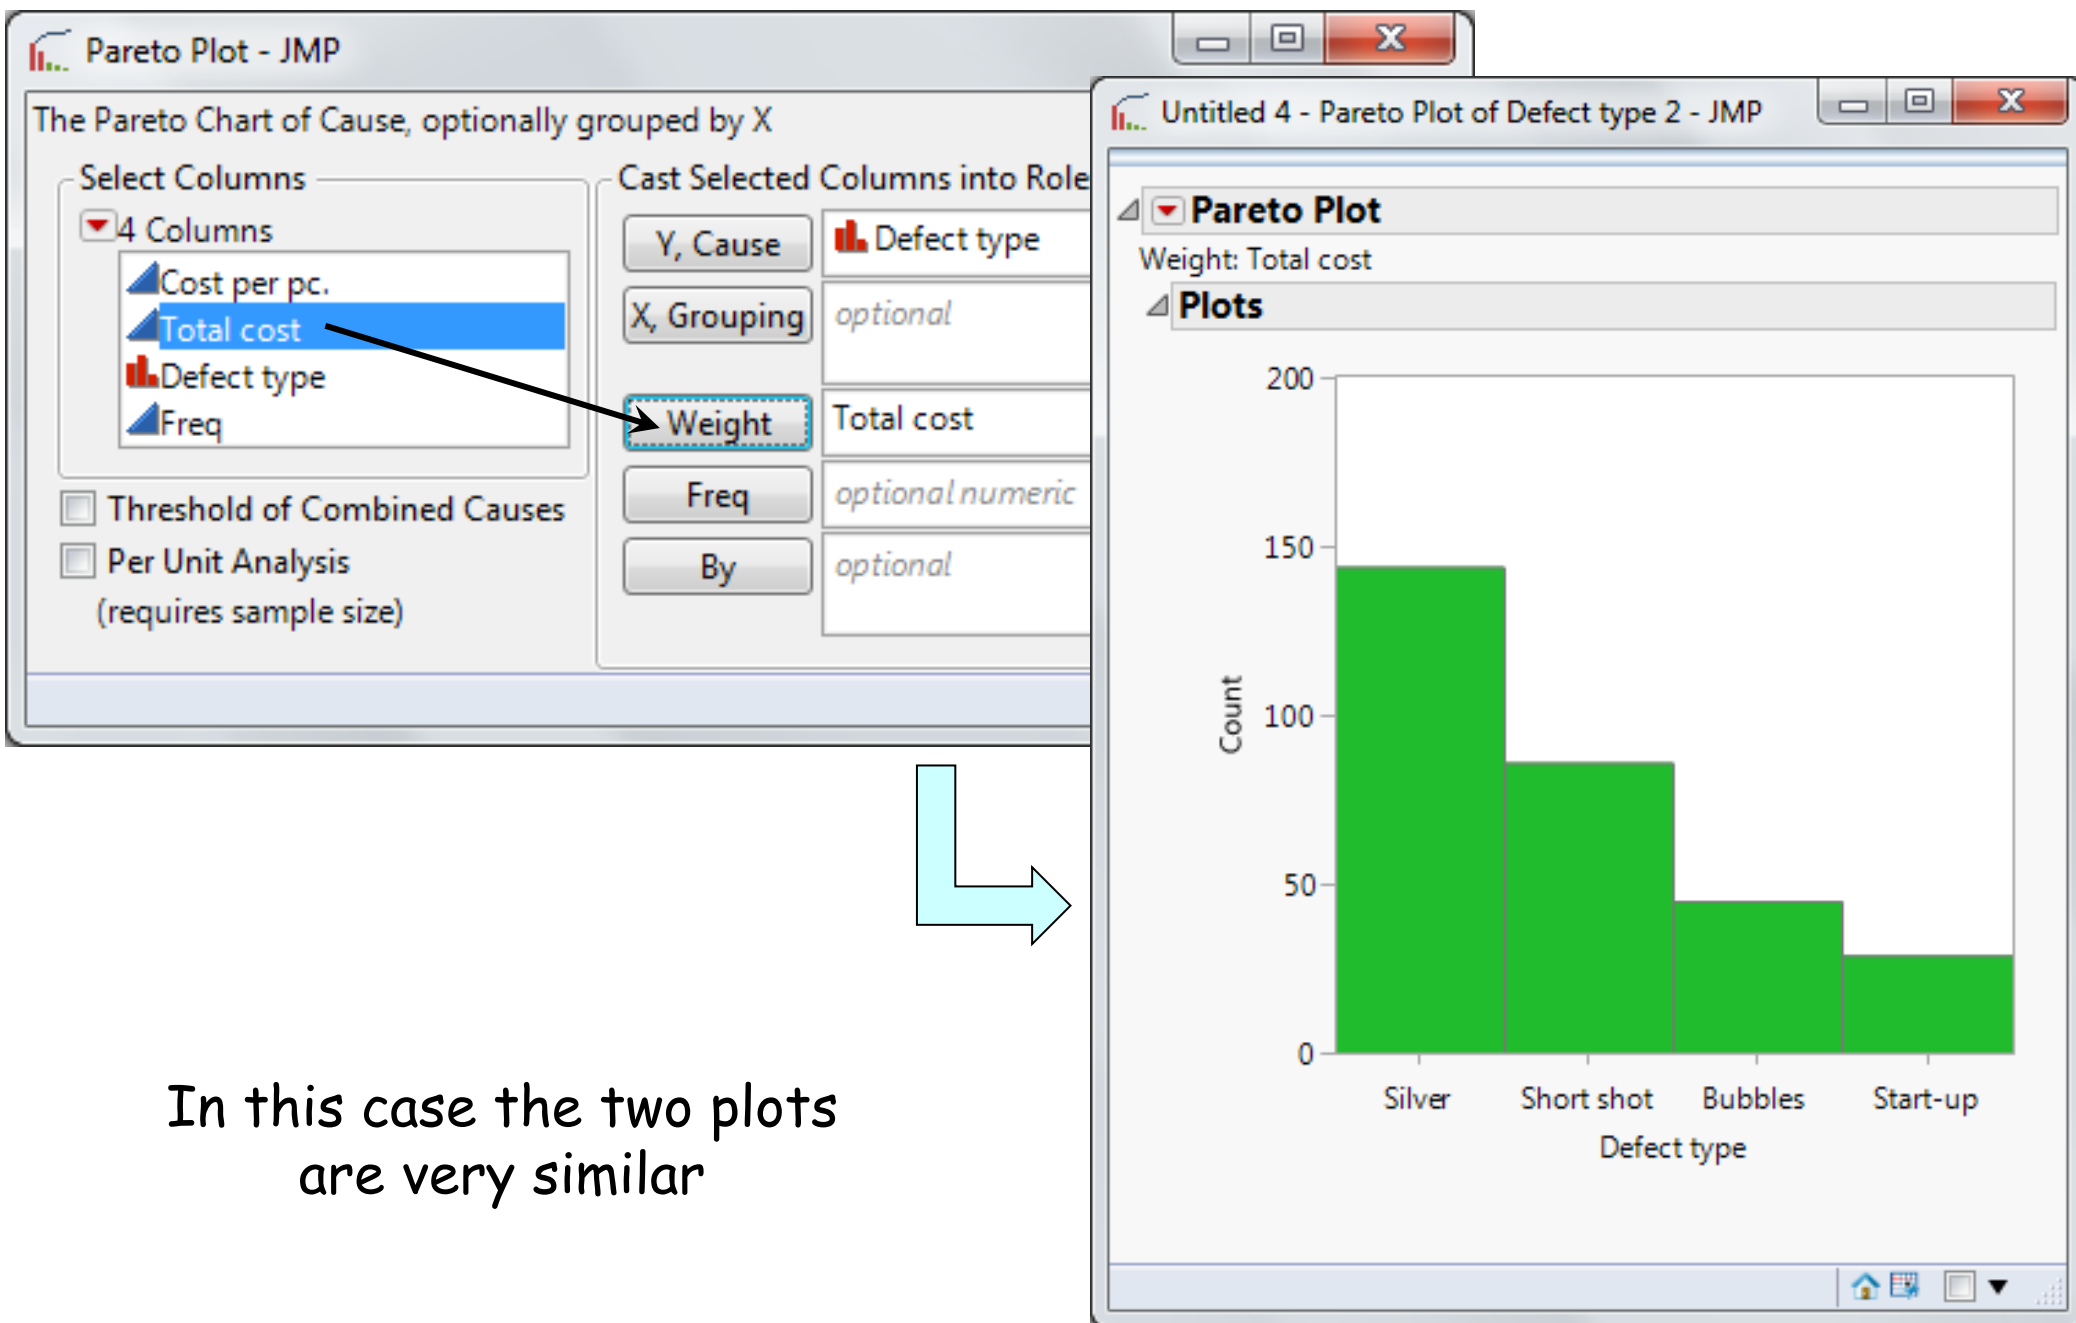 Pareto Plot - JMP
The Pareto Chart of Cause, optionally grouped by X
Select Columns
4 Columns
Cost per pc.
Total cost
Defect type
Freq
Threshold of Combined Causes
Per Unit Analysis
(requires sample size)
Cast Selected Columns into Role
Y, Cause
Defect type
X, Grouping
optional
Weight
Total cost
Freq
optional numeric
By
optional
Untitled 4 - Pareto Plot of Defect type 2 - JMP
Pareto Plot
Weight: Total cost
Plots
200
150
100
50
0
Count
Silver Short shot Bubbles Start-up
Defect type
In this case the two plots
are very similar